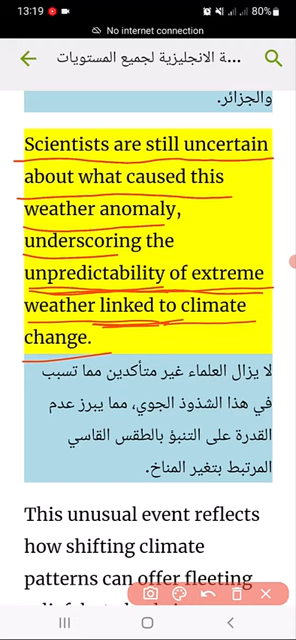 13:19
80%
No internet connection
ة الانجليزية لجميع المستويات...
والجزائر.
Scientists are still uncertain
about what caused this
weather anomaly,
underscoring the
unpredictability of extreme
weather linked to climate
change.
لا يزال العلماء غير متأكدين مما تسبب
في هذا الشذوذ الجوي، مما يبرز عدم
القدرة على التنبؤ بالطقس القاسي
المرتبط بتغير المناخ.
This unusual event reflects
how shifting climate
patterns can offer fleeting